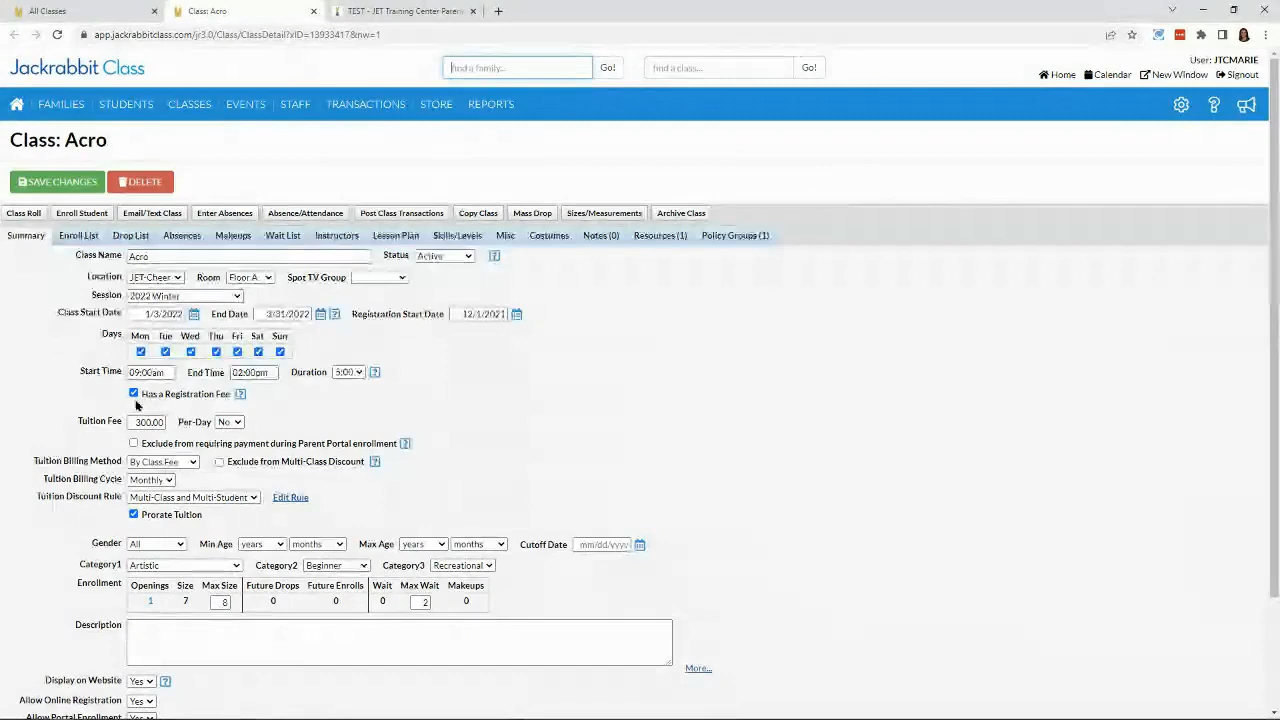 All Classes
Class: Acro
TEST - JET Training Center Paren
app.jackrabbitclass.com/jr3.0/Class/ClassDetail?xID=13933417&nw=1
Jackrabbit Class
find a family...
Go!
find a class...
Go!
User: JTCMARIE
Home
Calendar
New Window
Signout
FAMILIES
STUDENTS
CLASSES
EVENTS
STAFF
TRANSACTIONS
STORE
REPORTS
Class: Acro
SAVE CHANGES
DELETE
Class Roll
Enroll Student
Email/Text Class
Enter Absences
Absence/Attendance
Post Class Transactions
Copy Class
Mass Drop
Sizes/Measurements
Archive Class
Summary
Enroll List
Drop List
Absences
Makeups
Wait List
Instructors
Lesson Plan
Skills/Levels
Misc
Costumes
Notes (0)
Resources (1)
Policy Groups (1)
Class Name Acro Status Active ?
Location JET-Cheer Room Floor A Spot TV Group
Session 2022 Winter
Class Start Date 1/3/2022 End Date 3/31/2022 ? Registration Start Date 12/1/2021
Days Mon Tue Wed Thu Fri Sat Sun
Start Time 09:00am End Time 02:00pm Duration 5:00 ?
Has a Registration Fee ?
Tuition Fee 300.00 Per-Day No
Exclude from requiring payment during Parent Portal enrollment ?
Tuition Billing Method By Class Fee Exclude from Multi-Class Discount ?
Tuition Billing Cycle Monthly
Tuition Discount Rule Multi-Class and Multi-Student Edit Rule
Prorate Tuition
Gender All Min Age years months Max Age years months Cutoff Date mm/dd/yyyy
Category1 Artistic Category2 Beginner Category3 Recreational
Enrollment Openings Size Max Size Future Drops Future Enrolls Wait Max Wait Makeups
1 7 8 0 0 0 2 0
Description
More...
Display on Website Yes ?
Allow Online Registration Yes
Allow Portal Enrollment Yes